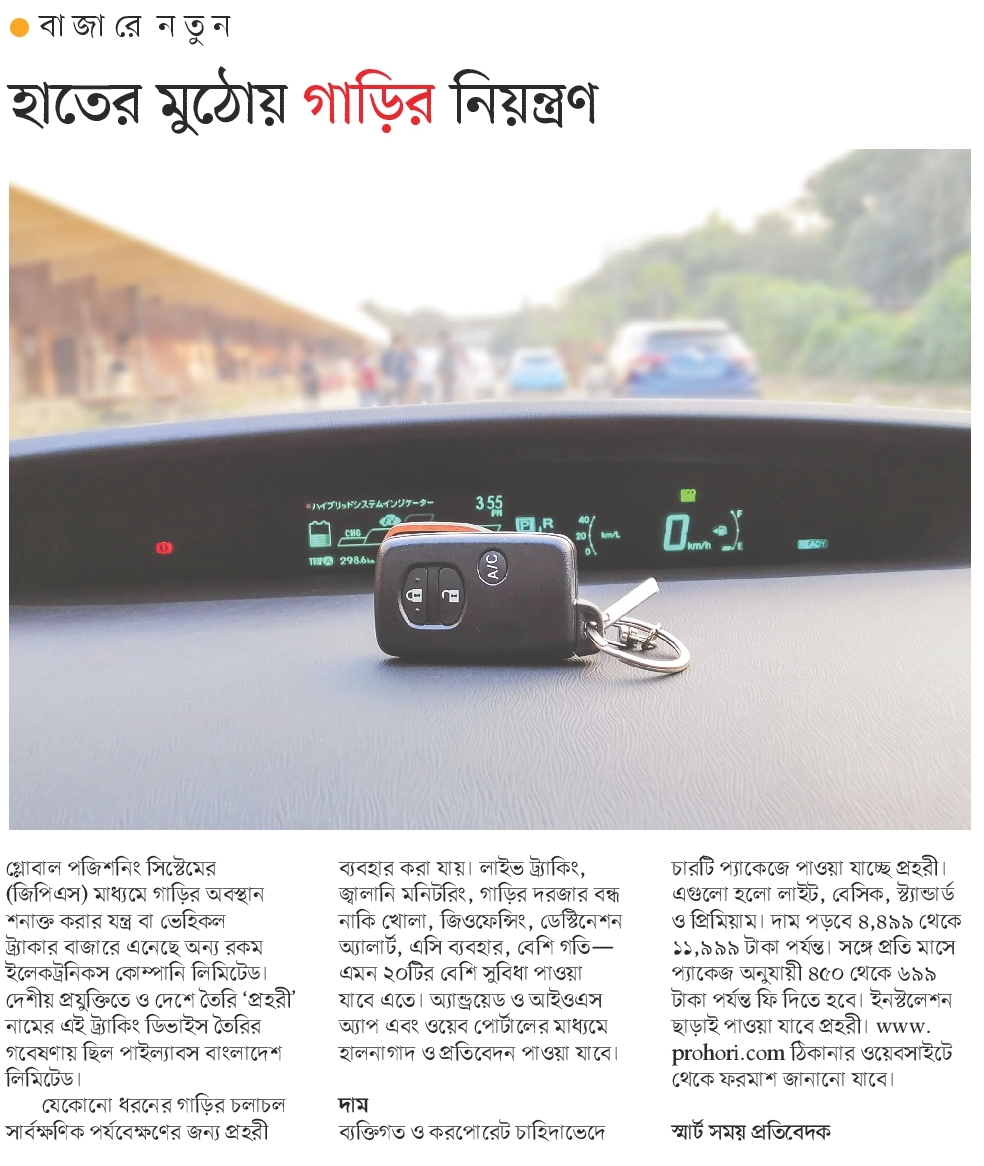 বাজারে নতুন
হাতের মুঠোয় গাড়ির নিয়ন্ত্রণ
ハイブリッドシステムインジケーター
3 55
PM
CHG
EV
P
R
40
20
0
km/L
0
km/h
F
E
READY
TRIP A 298.6km
A/C
গ্লোবাল পজিশনিং সিস্টেমের
(জিপিএস) মাধ্যমে গাড়ির অবস্থান
শনাক্ত করার যন্ত্র বা ভেহিকল
ট্র্যাকার বাজারে এনেছে অন্য রকম
ইলেকট্রনিকস কোম্পানি লিমিটেড।
দেশীয় প্রযুক্তিতে ও দেশে তৈরি ‘প্রহরী’
নামের এই ট্র্যাকিং ডিভাইস তৈরির
গবেষণায় ছিল পাইল্যাবস বাংলাদেশ
লিমিটেড।
যেকোনো ধরনের গাড়ির চলাচল
সার্বক্ষণিক পর্যবেক্ষণের জন্য প্রহরী
ব্যবহার করা যায়। লাইভ ট্র্যাকিং,
জ্বালানি মনিটরিং, গাড়ির দরজার বন্ধ
নাকি খোলা, জিওফেন্সিং, ডেস্টিনেশন
অ্যালার্ট, এসি ব্যবহার, বেশি গতি—
এমন ২০টির বেশি সুবিধা পাওয়া
যাবে এতে। অ্যান্ড্রয়েড ও আইওএস
অ্যাপ এবং ওয়েব পোর্টালের মাধ্যমে
হালনাগাদ ও প্রতিবেদন পাওয়া যাবে।
দাম
ব্যক্তিগত ও করপোরেট চাহিদাভেদে
চারটি প্যাকেজে পাওয়া যাচ্ছে প্রহরী।
এগুলো হলো লাইট, বেসিক, স্ট্যান্ডার্ড
ও প্রিমিয়াম। দাম পড়বে ৪,৪৯৯ থেকে
১১,৯৯৯ টাকা পর্যন্ত। সঙ্গে প্রতি মাসে
প্যাকেজ অনুযায়ী ৪৫০ থেকে ৬৯৯
টাকা পর্যন্ত ফি দিতে হবে। ইনস্টলেশন
ছাড়াই পাওয়া যাবে প্রহরী। www.
prohori.com ঠিকানার ওয়েবসাইটে
থেকে ফরমাশ জানানো যাবে।
স্মার্ট সময় প্রতিবেদক